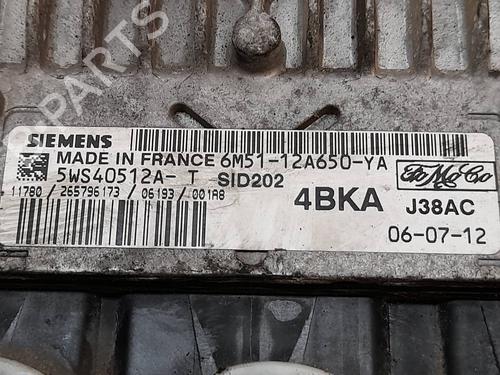 SIEMENS
MADE IN FRANCE 6M51-12A650-YA
5WS40512A- T SID202
11780 / 265796173 / 06193 / 001A8
4BKA
FoMoCo
J38AC
06-07-12